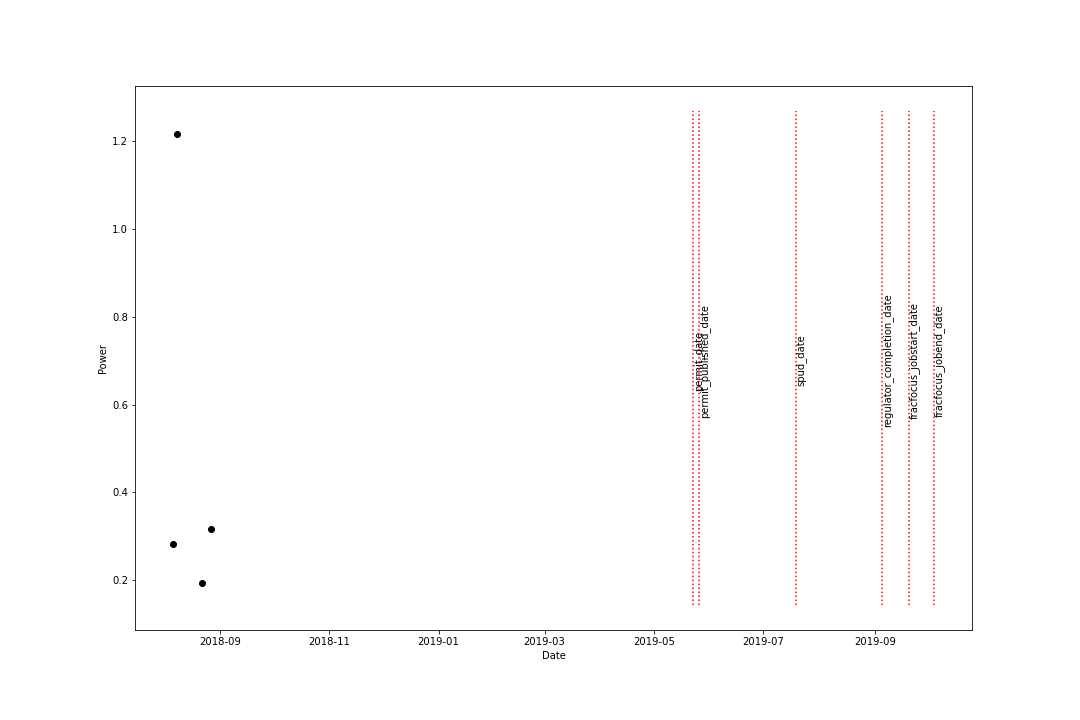 1.2
1.0
0.8
0.6
0.4
0.2
Power
permit_date
permit_published_date
spud_date
regulator_completion_date
fracfocus_jobstart_date
fracfocus_jobend_date
2018-09
2018-11
2019-01
2019-03
2019-05
2019-07
2019-09
Date